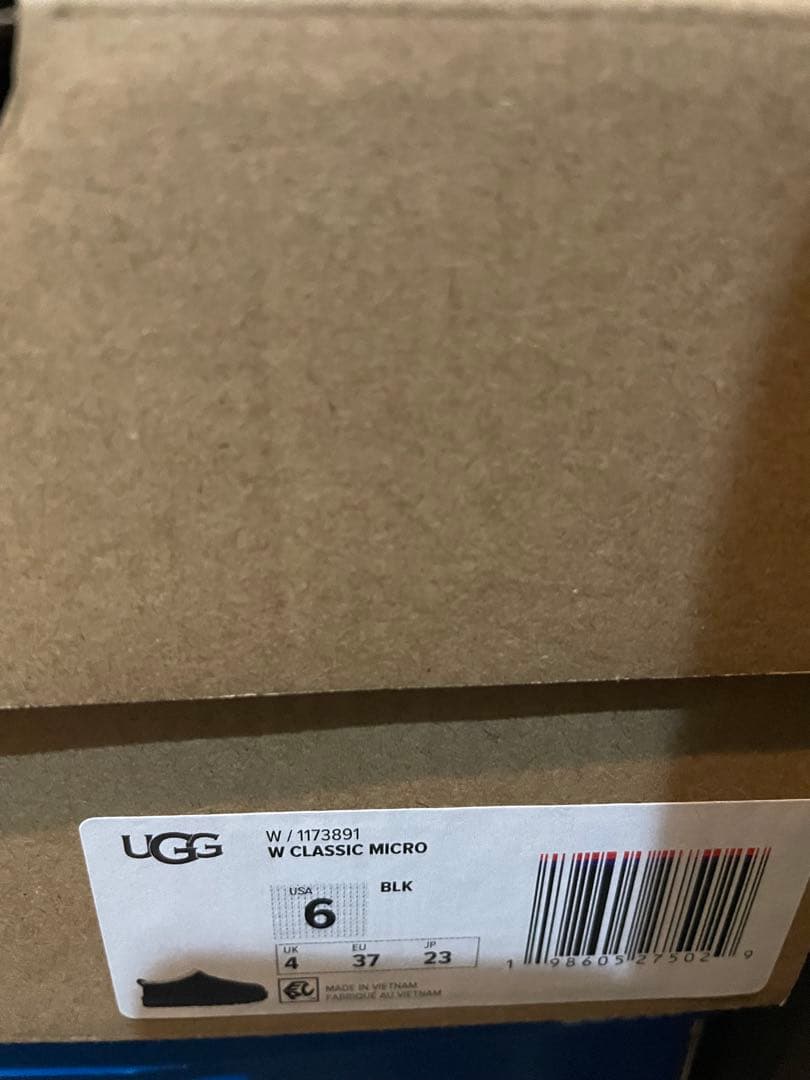 UGG
W / 1173891
W CLASSIC MICRO
USA
6
BLK
UK EU JP
4 37 23
MADE IN VIETNAM
FABRIQUÉ AU VIETNAM
1 98605 27502 9